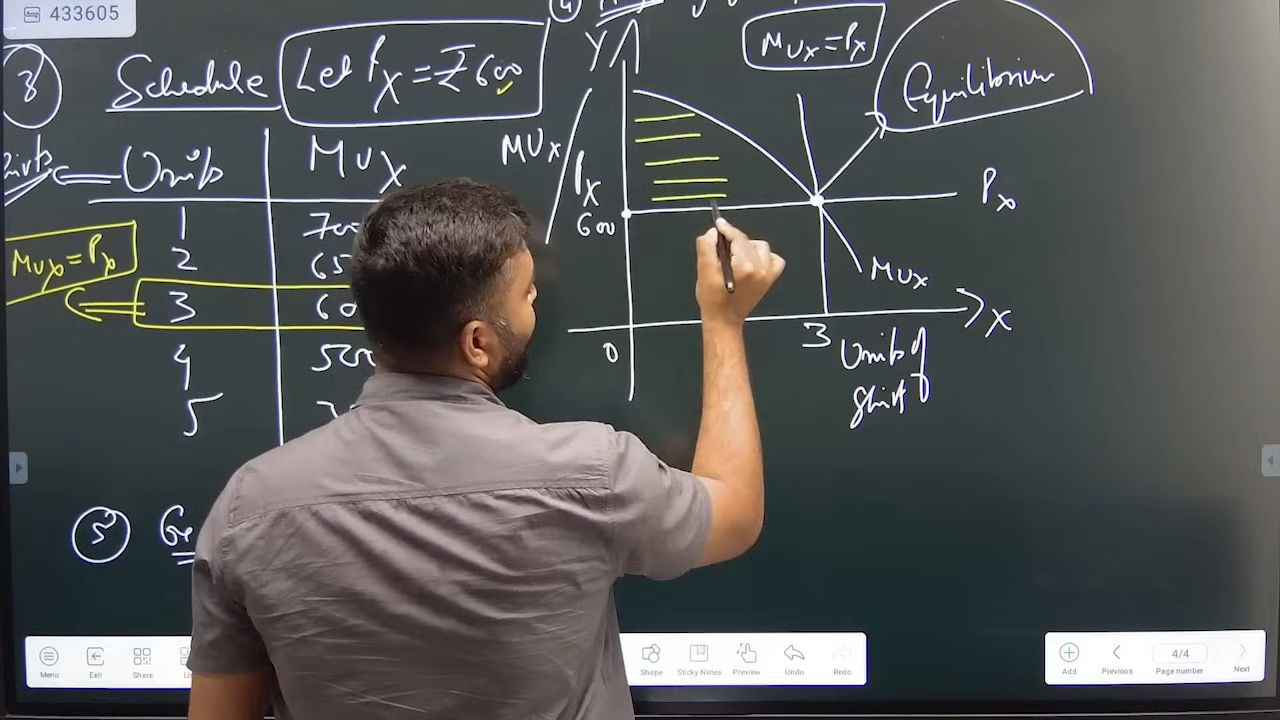 433605
3
Schedule
Let Px = ₹600
Units
MUx
1
2
3
4
5
MUx = Px
5
MUx = Px
Equilibrium
Y
MUx
Px
600
Px
MUx
0
3
X
Units of
Shirt
Menu
Exit
Share
Shape
Sticky Notes
Preview
Undo
Redo
Add
Previous
4/4
Page number
Next